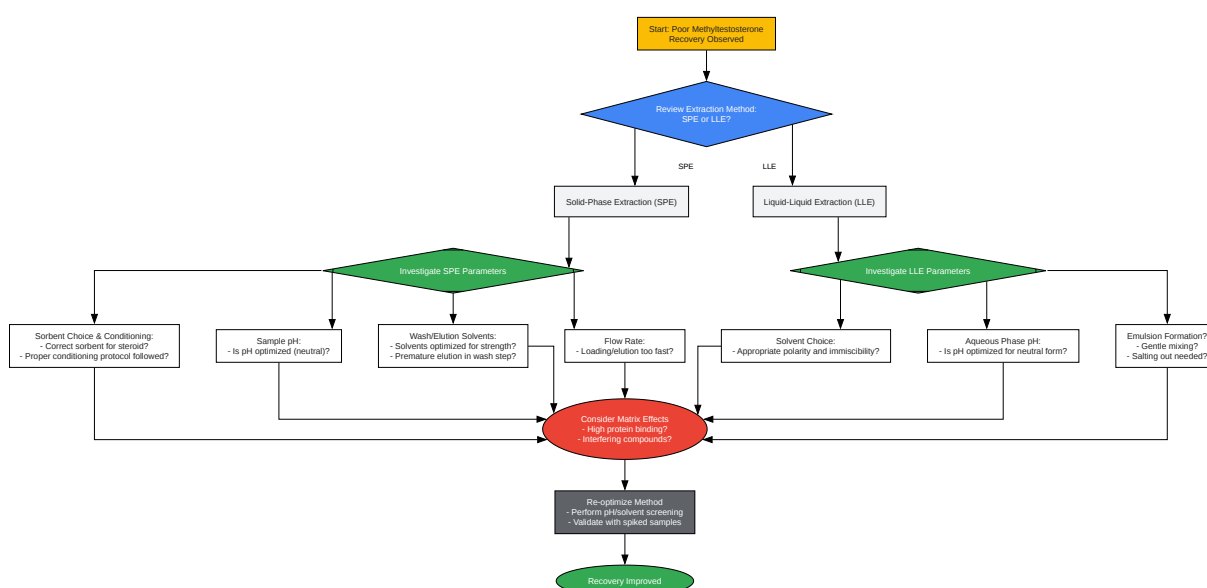 Start: Poor Methyltestosterone
Recovery Observed
Review Extraction Method:
SPE or LLE?
SPE
LLE
Solid-Phase Extraction (SPE)
Liquid-Liquid Extraction (LLE)
Investigate SPE Parameters
Investigate LLE Parameters
Sorbent Choice & Conditioning:
- Correct sorbent for steroid?
- Proper conditioning protocol followed?
Sample pH:
- Is pH optimized (neutral)?
Wash/Elution Solvents:
- Solvents optimized for strength?
- Premature elution in wash step?
Flow Rate:
- Loading/elution too fast?
Solvent Choice:
- Appropriate polarity and immiscibility?
Aqueous Phase pH:
- Is pH optimized for neutral form?
Emulsion Formation?
- Gentle mixing?
- Salting out needed?
Consider Matrix Effects
- High protein binding?
- Interfering compounds?
Re-optimize Method
- Perform pH/solvent screening
- Validate with spiked samples
Recovery Improved